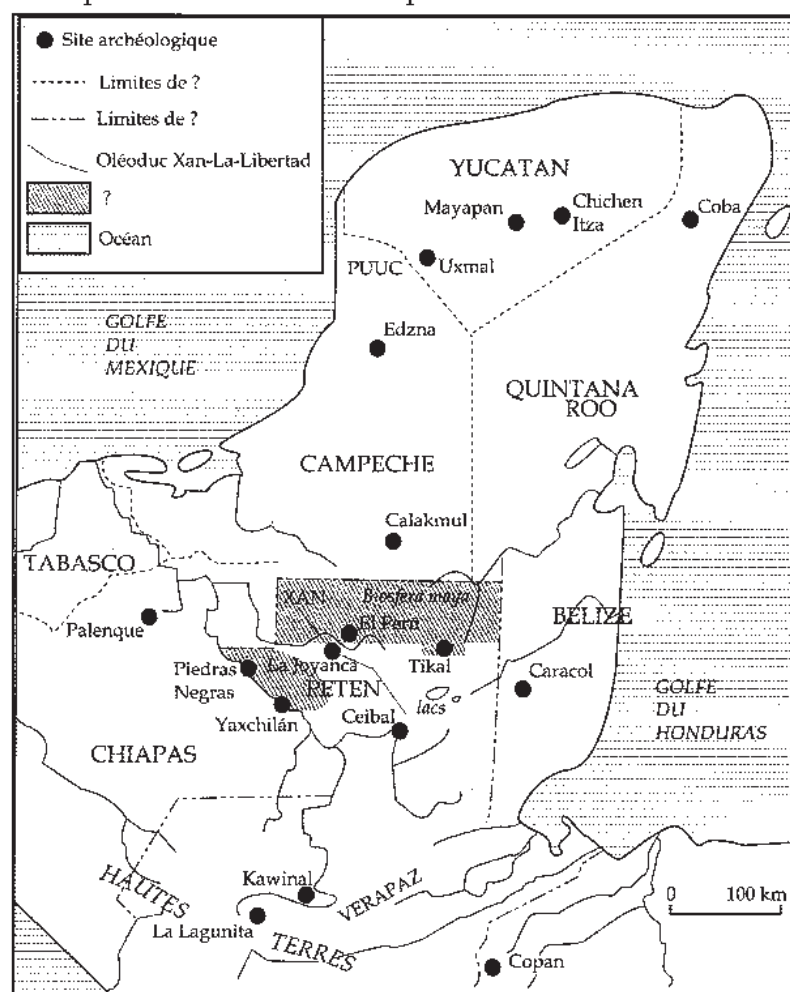 Site archéologique
Limites de ?
Limites de ?
Oléoduc Xan-La-Libertad
?
Océan
YUCATAN
Mayapan
Chichen
Itza
Coba
PUUC
Uxmal
GOLFE
DU
MEXIQUE
Edzna
QUINTANA
ROO
CAMPECHE
Calakmul
TABASCO
XAN
Biosfera maya
BELIZE
Palenque
El Peru
La Joyanca
Tikal
Piedras
Negras
PETEN
lacs
Caracol
Yaxchilán
Ceibal
GOLFE
DU
HONDURAS
CHIAPAS
HAUTES
Kawinal
VERAPAZ
0 100 km
La Lagunita
TERRES
Copan